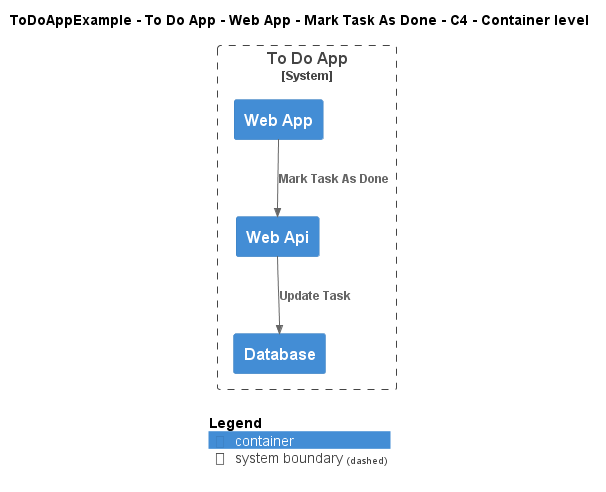 ToDoAppExample - To Do App - Web App - Mark Task As Done - C4 - Container level
To Do App
[System]
Web App
Mark Task As Done
Web Api
Update Task
Database
Legend
container
system boundary (dashed)